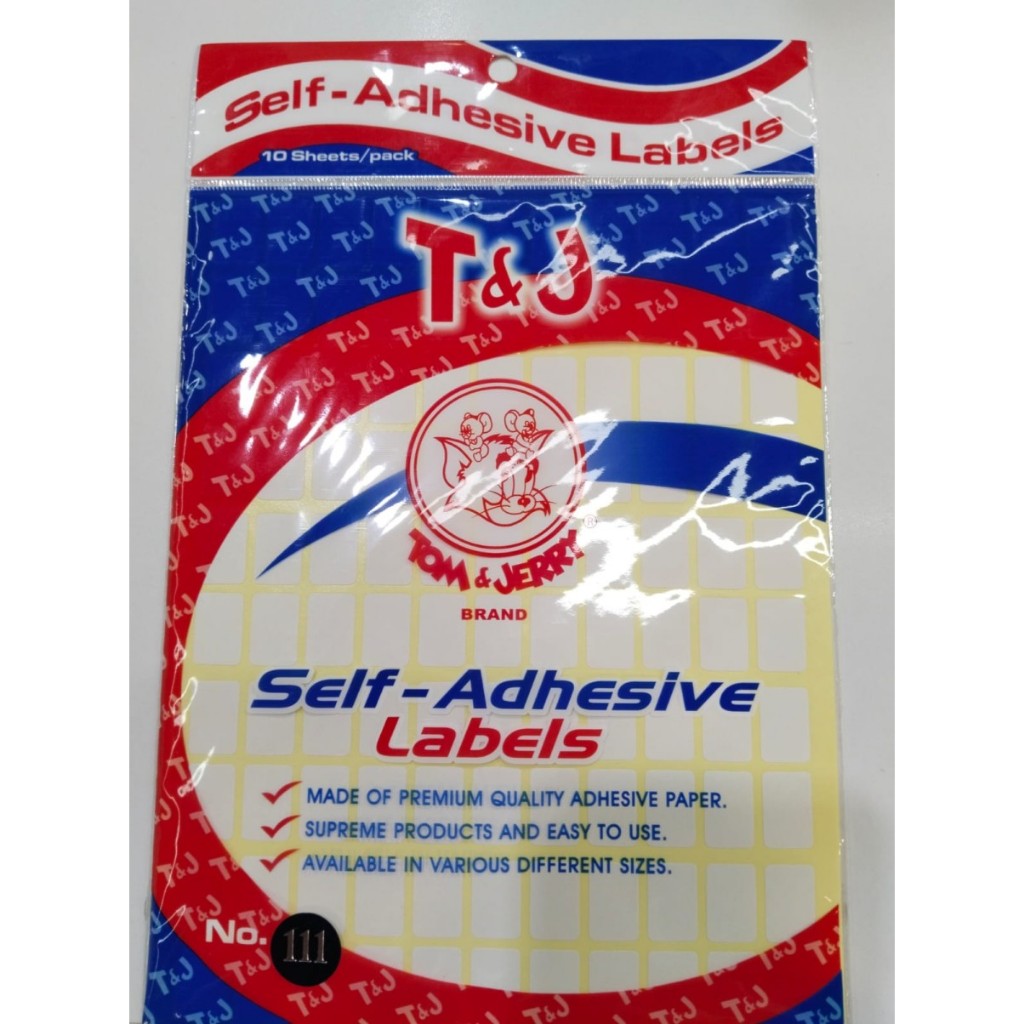 Self-Adhesive Labels
10 Sheets/pack
T&J
TOM & JERRY
®
BRAND
Self-Adhesive
Labels
MADE OF PREMIUM QUALITY ADHESIVE PAPER.
SUPREME PRODUCTS AND EASY TO USE.
AVAILABLE IN VARIOUS DIFFERENT SIZES.
No. 111